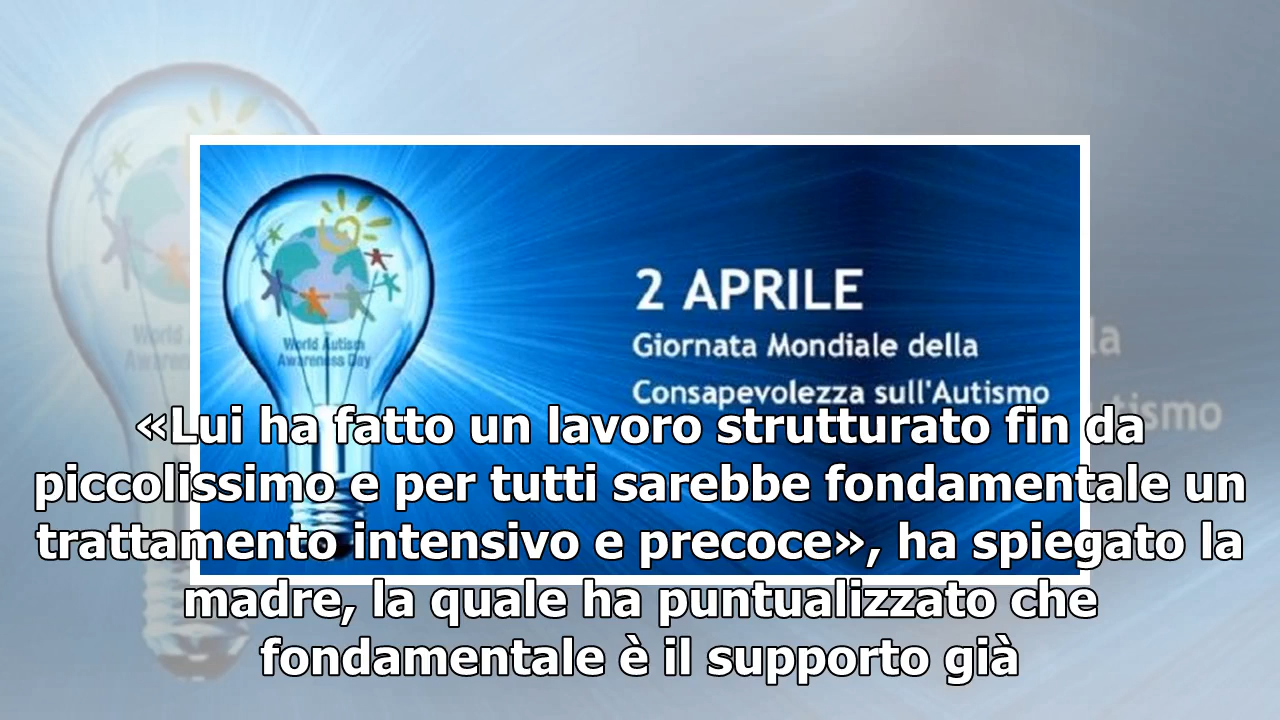 2 APRILE
Giornata Mondiale della
Consapevolezza sull'Autismo
World Autism
Awareness Day
«Lui ha fatto un lavoro strutturato fin da
piccolissimo e per tutti sarebbe fondamentale un
trattamento intensivo e precoce», ha spiegato la
madre, la quale ha puntualizzato che
fondamentale è il supporto già